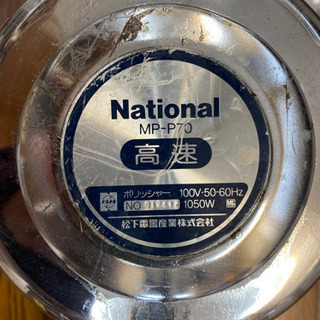 National
MP-P70
高速
ポリッシャー 100V・50-60Hz
NO 1050W
松下電器産業株式会社